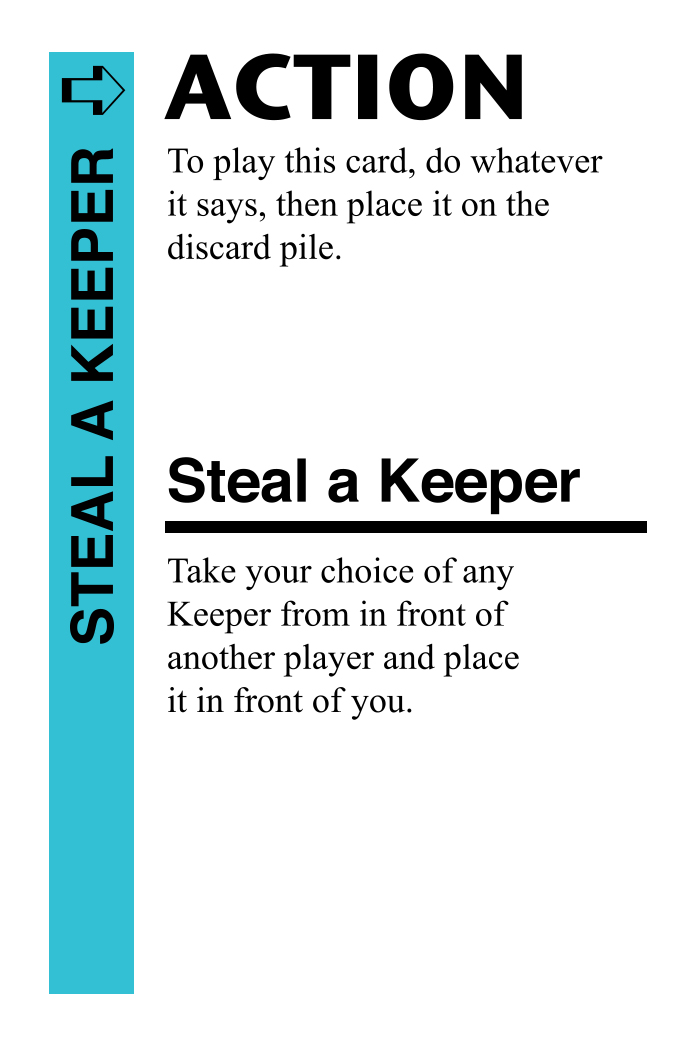 STEAL A KEEPER
ACTION
To play this card, do whatever
it says, then place it on the
discard pile.
Steal a Keeper
Take your choice of any
Keeper from in front of
another player and place
it in front of you.